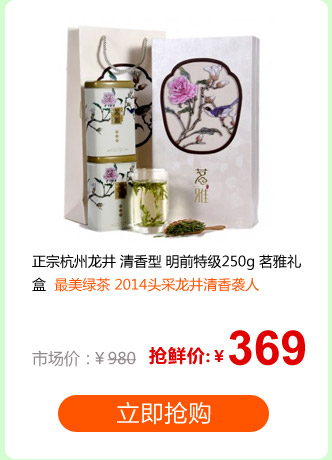 茗雅
正宗杭州龙井 清香型 明前特级250g 茗雅礼
盒 最美绿茶 2014头采龙井清香袭人
市场价：¥980 抢鲜价:¥369
立即抢购